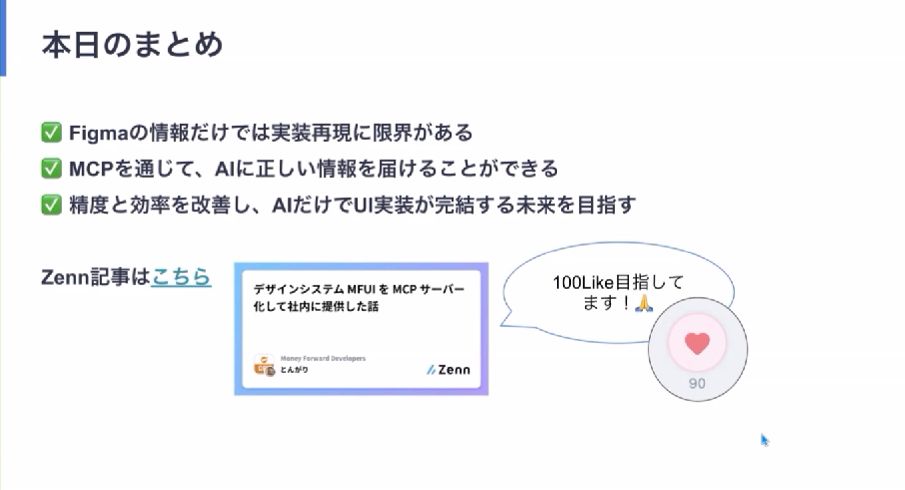 本日のまとめ
✅ Figmaの情報だけでは実装再現に限界がある
✅ MCPを通じて、AIに正しい情報を届けることができる
✅ 精度と効率を改善し、AIだけでUI実装が完結する未来を目指す
Zenn記事はこちら
デザインシステム MFUI を MCP サーバー
化して社内に提供した話
Money Forward Developers
とんがり
Zenn
100Like目指して
ます！🙏
90